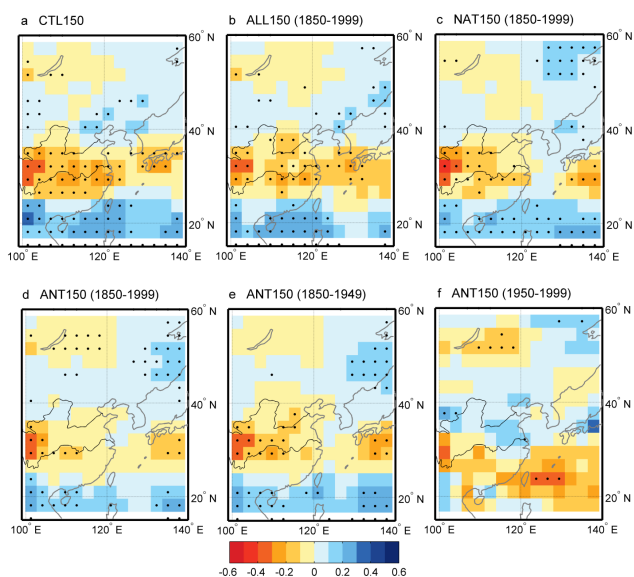 a CTL150
b ALL150 (1850-1999)
c NAT150 (1850-1999)
60° N
60° N
60° N
40° N
40° N
40° N
20° N
20° N
20° N
100° E 120° E 140° E
100° E 120° E 140° E
100° E 120° E 140° E
d ANT150 (1850-1999)
e ANT150 (1850-1949)
f ANT150 (1950-1999)
60° N
60° N
60° N
40° N
40° N
40° N
20° N
20° N
20° N
100° E 120° E 140° E
100° E 120° E 140° E
100° E 120° E 140° E
-0.6 -0.4 -0.2 0 0.2 0.4 0.6